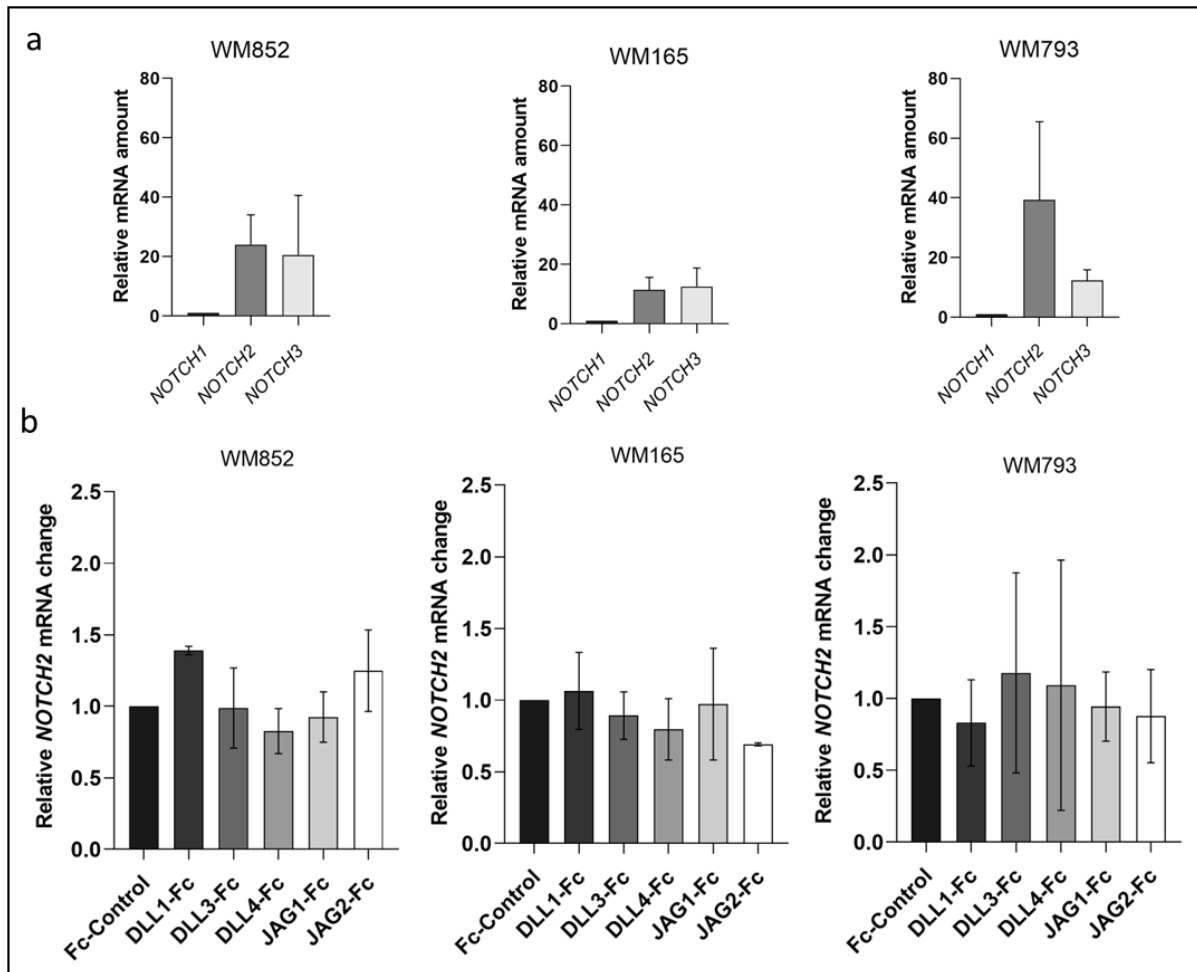 a
WM852
Relative mRNA amount
80
60
40
20
0
NOTCH1
NOTCH2
NOTCH3
WM165
Relative mRNA amount
80
60
40
20
0
NOTCH1
NOTCH2
NOTCH3
WM793
Relative mRNA amount
80
60
40
20
0
NOTCH1
NOTCH2
NOTCH3
b
WM852
Relative NOTCH2 mRNA change
2.5
2.0
1.5
1.0
0.5
0.0
Fc-Control
DLL1-Fc
DLL3-Fc
DLL4-Fc
JAG1-Fc
JAG2-Fc
WM165
Relative NOTCH2 mRNA change
2.5
2.0
1.5
1.0
0.5
0.0
Fc-Control
DLL1-Fc
DLL3-Fc
DLL4-Fc
JAG1-Fc
JAG2-Fc
WM793
Relative NOTCH2 mRNA change
2.5
2.0
1.5
1.0
0.5
0.0
Fc-Control
DLL1-Fc
DLL3-Fc
DLL4-Fc
JAG1-Fc
JAG2-Fc